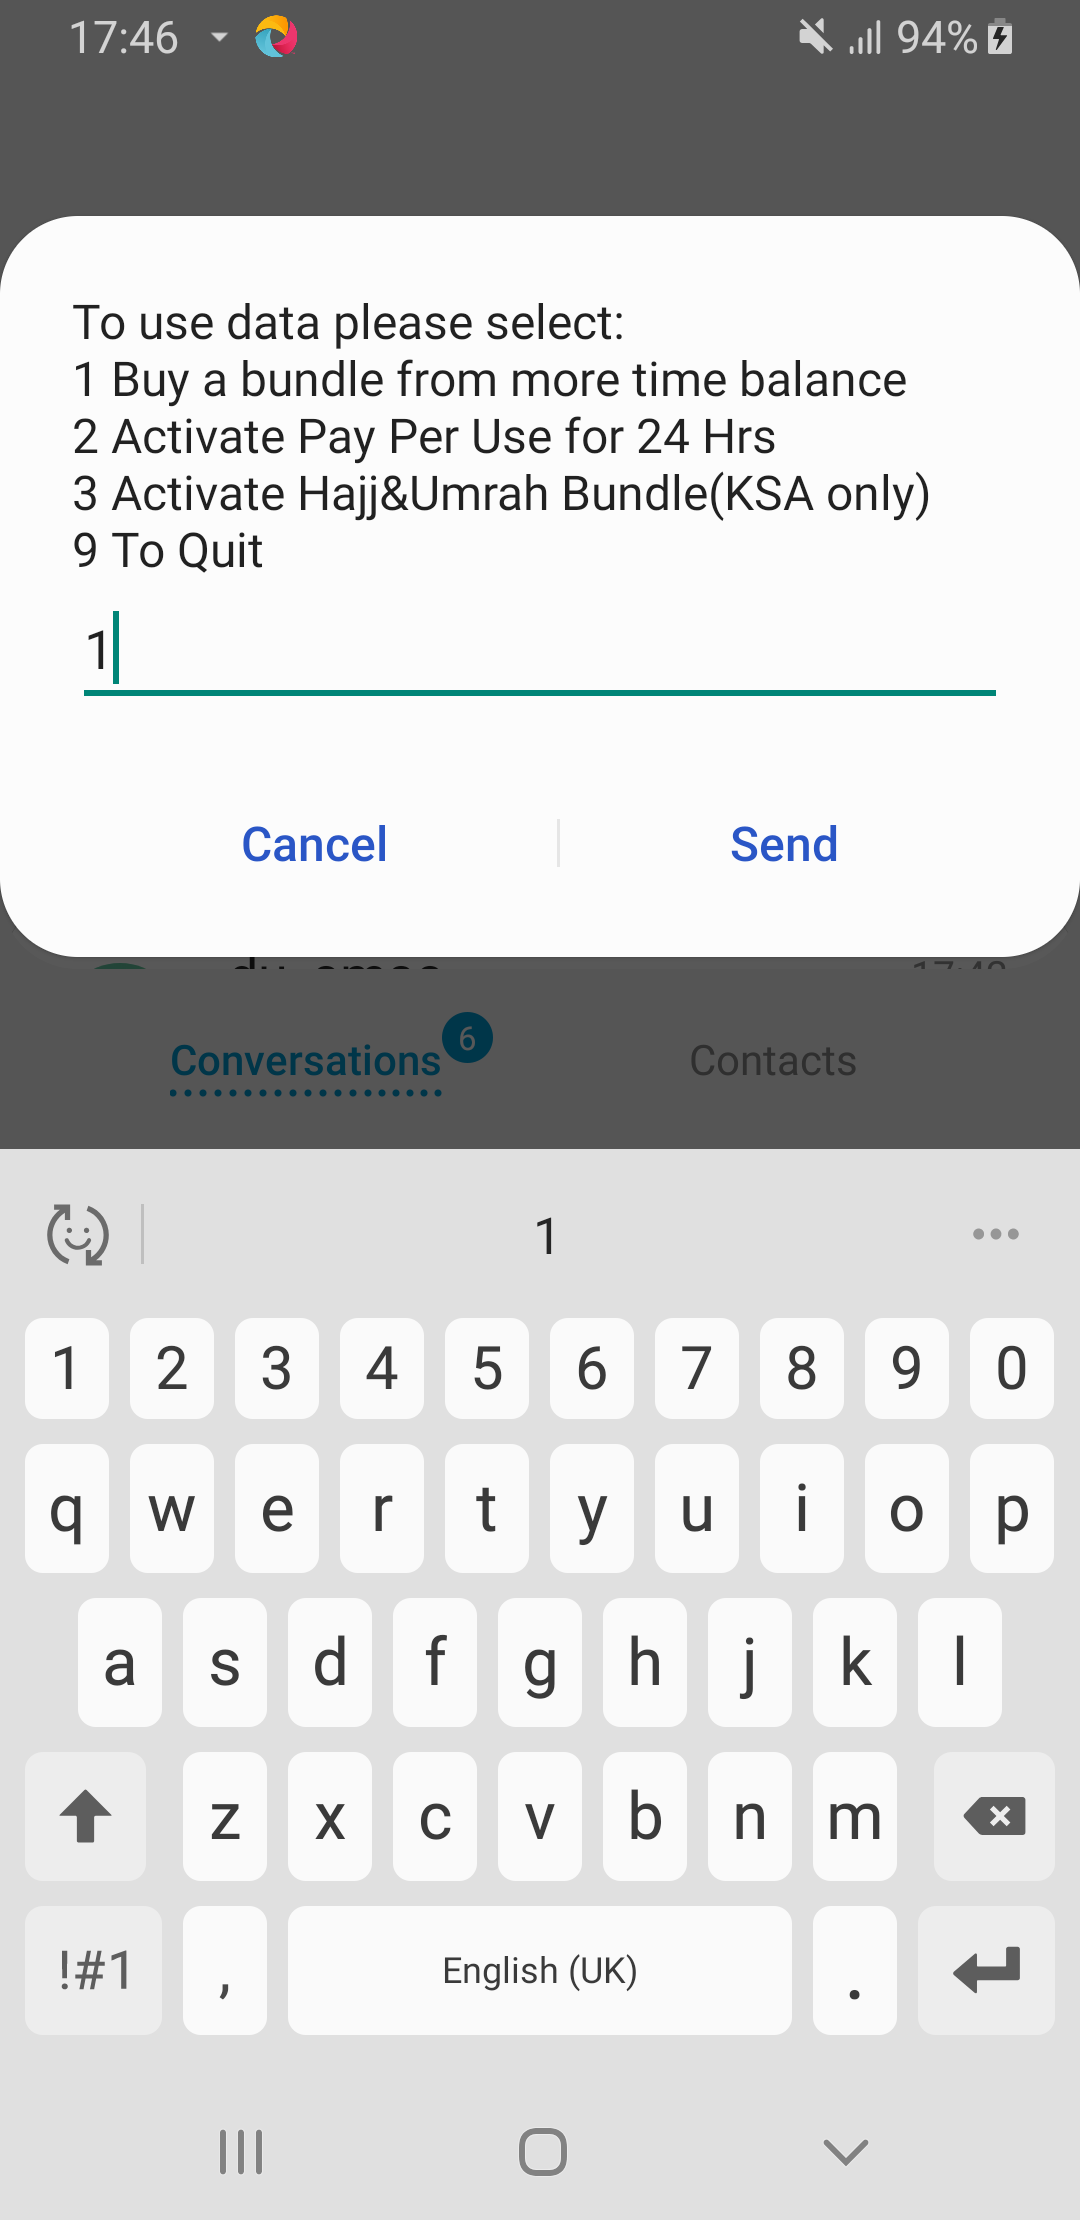 17:46
94%
To use data please select:
1 Buy a bundle from more time balance
2 Activate Pay Per Use for 24 Hrs
3 Activate Hajj&Umrah Bundle(KSA only)
9 To Quit
1
Cancel
Send
Conversations
6
Contacts
1
1 2 3 4 5 6 7 8 9 0
q w e r t y u i o p
a s d f g h j k l
z x c v b n m
!#1 , English (UK) .